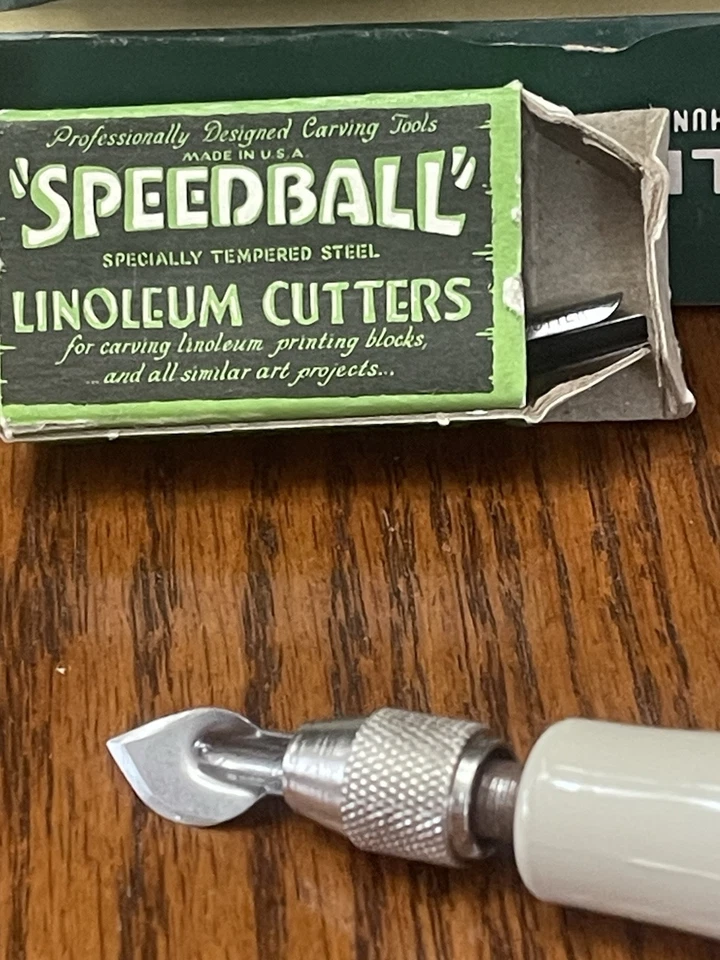 Professionally Designed Carving Tools
MADE IN U.S.A.
"SPEEDBALL"
SPECIALLY TEMPERED STEEL
LINOLEUM CUTTERS
for carving linoleum printing blocks,
...and all similar art projects...